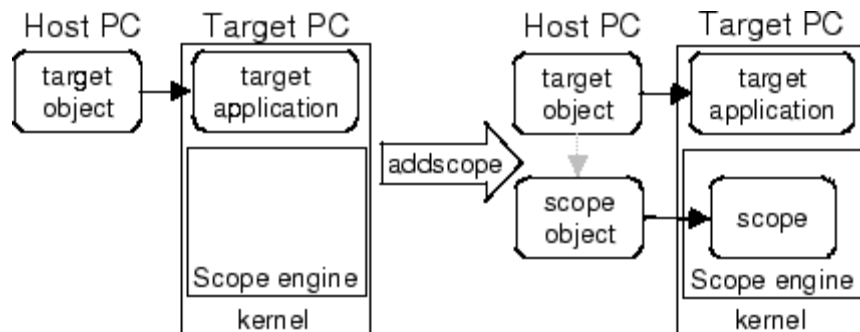 Host PC
Target PC
target
object
target
application
Scope engine
kernel
addscope
Host PC
Target PC
target
object
target
application
scope
object
scope
Scope engine
kernel